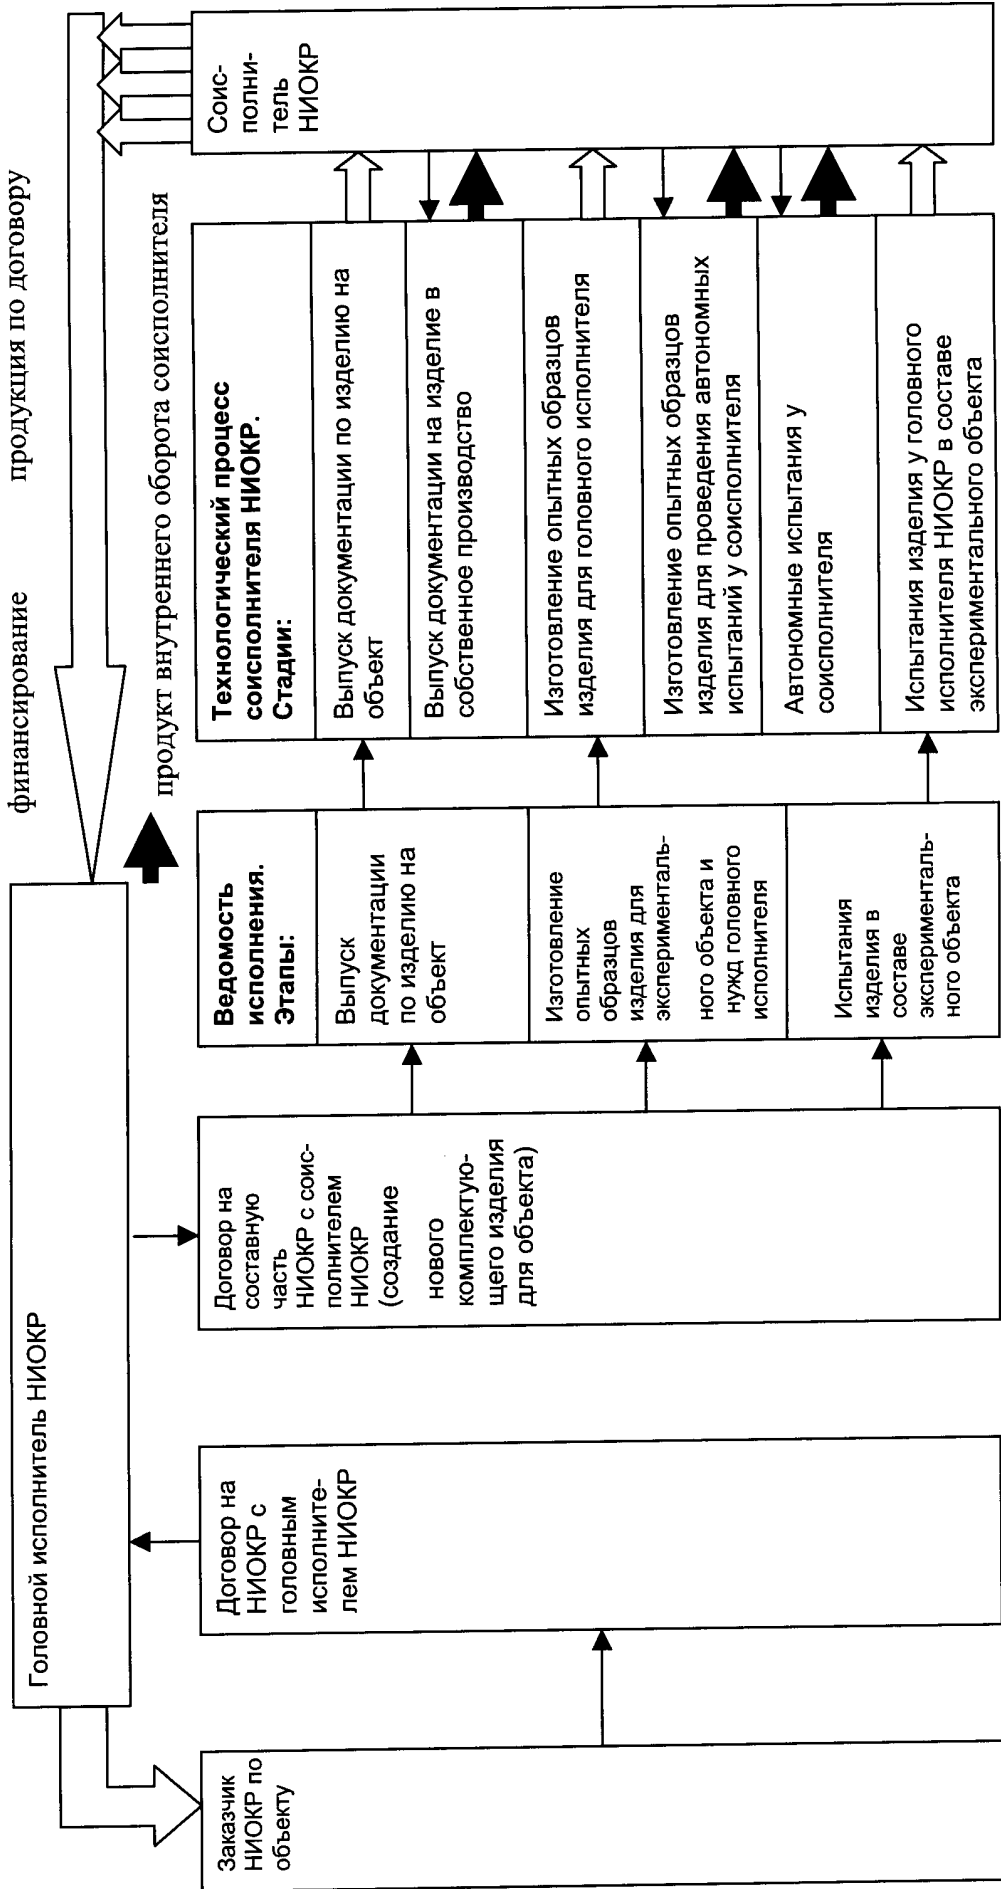 финансирование
продукция по договору
продукт внутреннего оборота соисполнителя
Головной исполнитель НИОКР
Заказчик
НИОКР по
объекту
Договор на
НИОКР с
головным
исполните-
лем НИОКР
Договор на
составную
часть
НИОКР с соис-
полнителем
НИОКР
(создание
нового
комплектую-
щего изделия
для объекта)
Ведомость
исполнения.
Этапы:
Выпуск
документации
по изделию на
объект
Изготовление
опытных
образцов
изделия для
эксперименталь-
ного объекта и
нужд головного
исполнителя
Испытания
изделия в
составе
эксперименталь-
ного объекта
Технологический процесс
соисполнителя НИОКР.
Стадии:
Выпуск документации по изделию на
объект
Выпуск документации на изделие в
собственное производство
Изготовление опытных образцов
изделия для головного исполнителя
Изготовление опытных образцов
изделия для проведения автономных
испытаний у соисполнителя
Автономные испытания у
соисполнителя
Испытания изделия у головного
исполнителя НИОКР в составе
экспериментального объекта
Соис-
полни-
тель
НИОКР